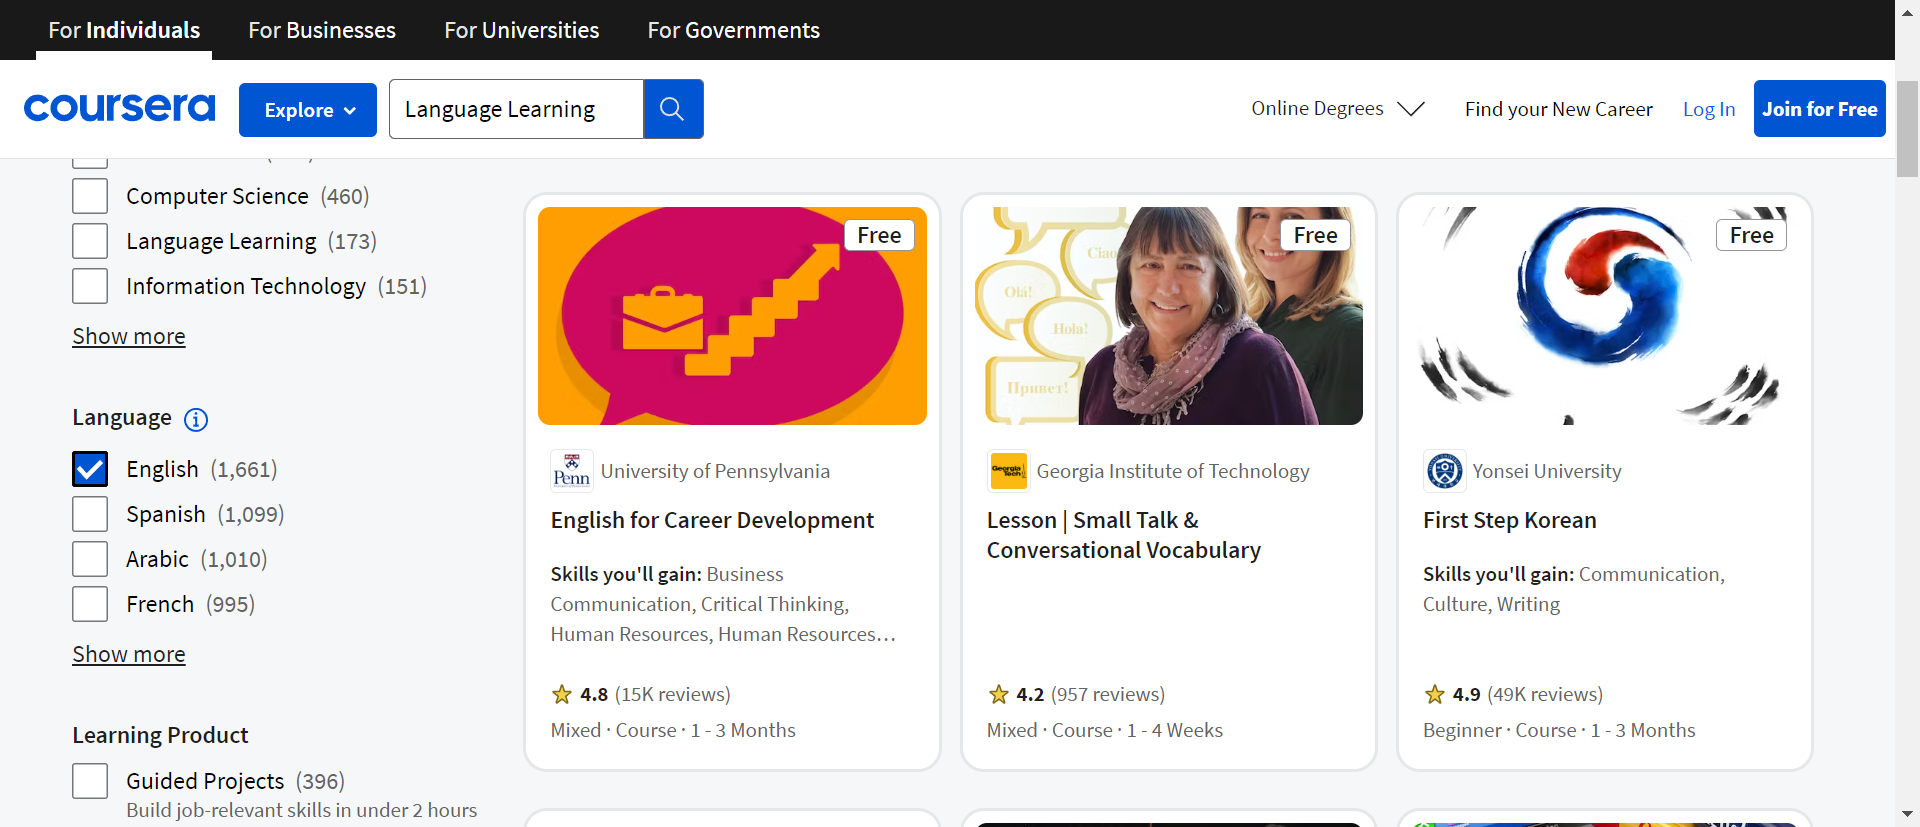 For Individuals
For Businesses
For Universities
For Governments
coursera
Explore
Language Learning
Online Degrees
Find your New Career
Log In
Join for Free
Computer Science (460)
Language Learning (173)
Information Technology (151)
Show more
Language
English (1,661)
Spanish (1,099)
Arabic (1,010)
French (995)
Show more
Learning Product
Guided Projects (396)
Build job-relevant skills in under 2 hours
Free
Penn
University of Pennsylvania
English for Career Development
Skills you'll gain: Business
Communication, Critical Thinking,
Human Resources, Human Resources…
4.8 (15K reviews)
Mixed · Course · 1 - 3 Months
Ciao
Olá!
Hola!
Привет!
Free
Georgia
Tech
Georgia Institute of Technology
Lesson | Small Talk &
Conversational Vocabulary
4.2 (957 reviews)
Mixed · Course · 1 - 4 Weeks
Free
Yonsei University
First Step Korean
Skills you'll gain: Communication,
Culture, Writing
4.9 (49K reviews)
Beginner · Course · 1 - 3 Months